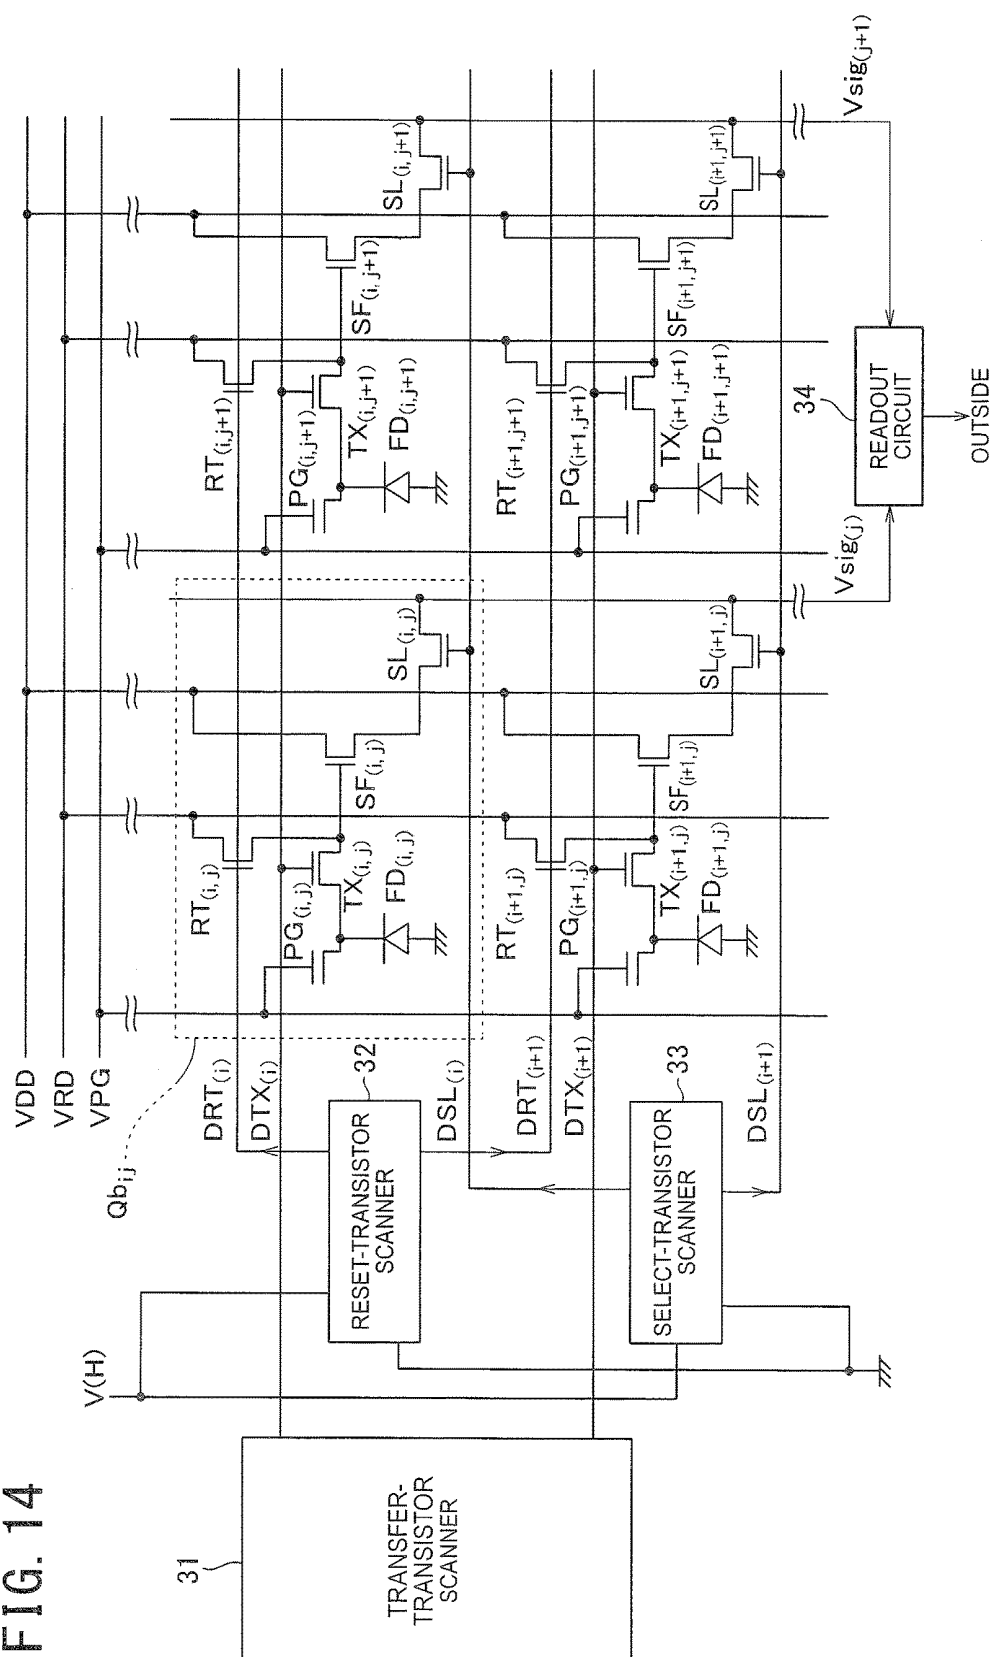 FIG. 14
VDD
VRD
VPG
Qb_ij
V(H)
31
TRANSFER-
TRANSISTOR
SCANNER
32
RESET-TRANSISTOR
SCANNER
33
SELECT-TRANSISTOR
SCANNER
DRT(i)
DTX(i)
DSL(i)
DRT(i+1)
DTX(i+1)
DSL(i+1)
RT(i,j)
PG(i,j)
TX(i,j)
FD(i,j)
SF(i,j)
SL(i,j)
RT(i,j+1)
PG(i,j+1)
TX(i,j+1)
FD(i,j+1)
SF(i,j+1)
SL(i,j+1)
RT(i+1,j)
PG(i+1,j)
TX(i+1,j)
FD(i+1,j)
SF(i+1,j)
SL(i+1,j)
RT(i+1,j+1)
PG(i+1,j+1)
TX(i+1,j+1)
FD(i+1,j+1)
SF(i+1,j+1)
SL(i+1,j+1)
Vsig(j)
Vsig(j+1)
34
READOUT
CIRCUIT
OUTSIDE